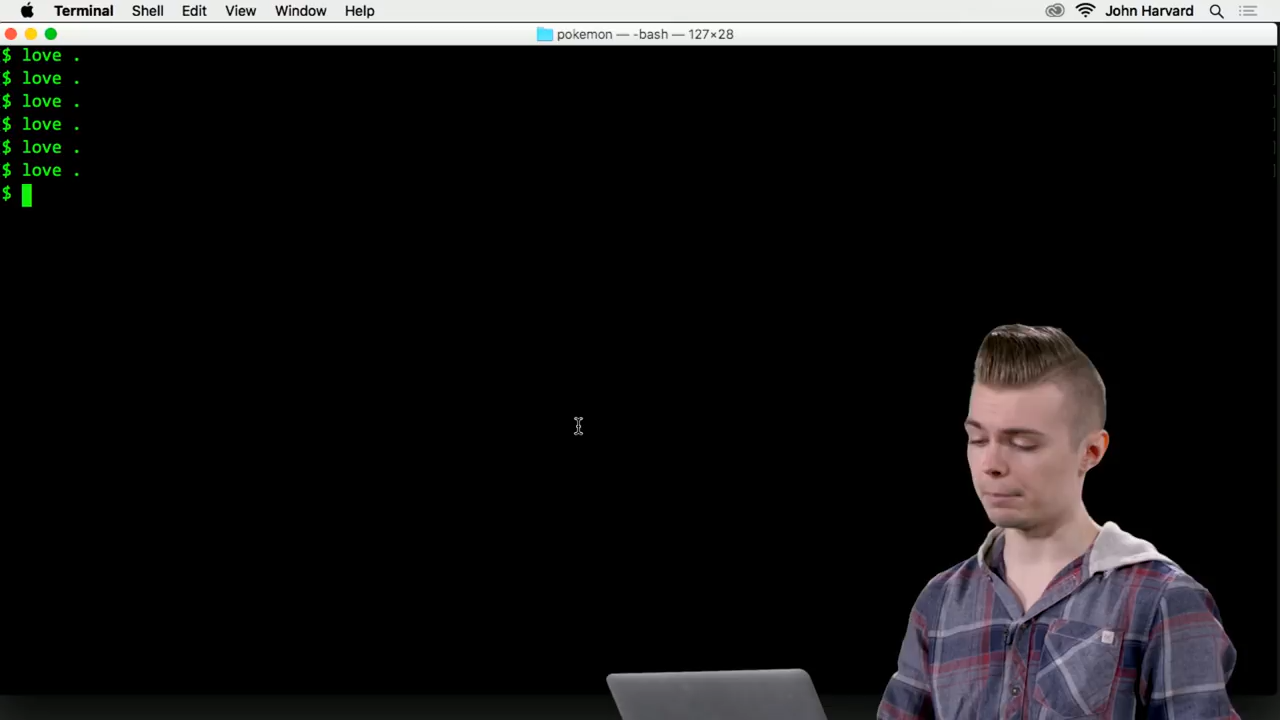 Terminal Shell Edit View Window Help John Harvard
pokemon — -bash — 127×28
$ love .
$ love .
$ love .
$ love .
$ love .
$ love .
$